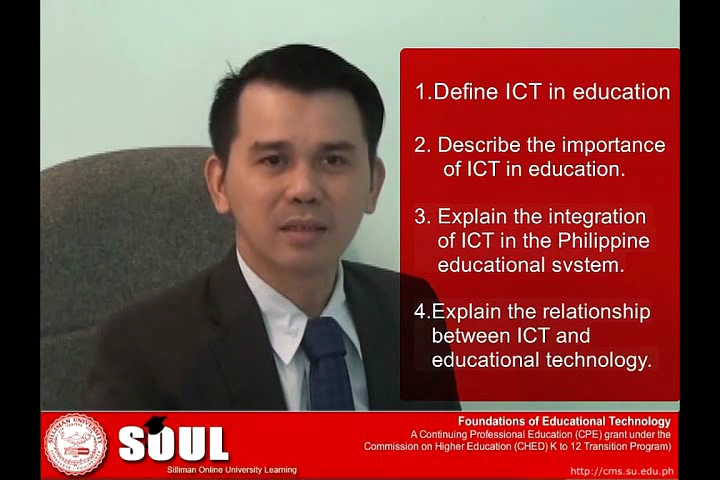 1.Define ICT in education
2. Describe the importance
of ICT in education.
3. Explain the integration
of ICT in the Philippine
educational system.
4.Explain the relationship
between ICT and
educational technology.
SILLIMAN UNIVERSITY
SOUL
Silliman Online University Learning
Foundations of Educational Technology
A Continuing Professional Education (CPE) grant under the
Commission on Higher Education (CHED) K to 12 Transition Program)
http://cms.su.edu.ph